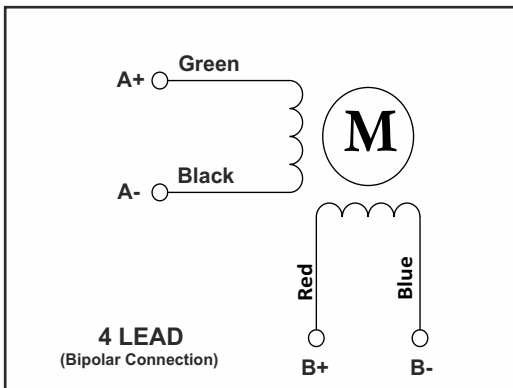 Green
A+
M
Black
A-
Red
Blue
4 LEAD
(Bipolar Connection)
B+
B-